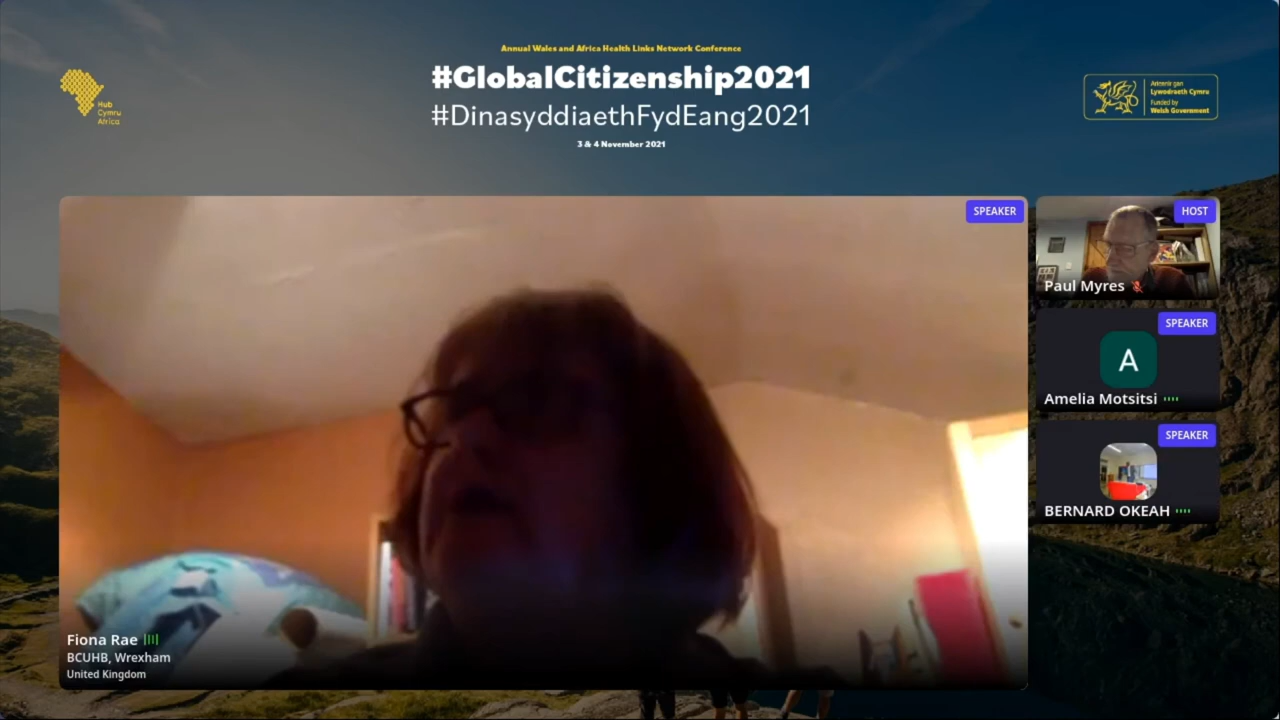 Annual Wales and Africa Health Links Network Conference
#GlobalCitizenship2021
#DinasyddiaethFydEang2021
3 & 4 November 2021
Hub
Cymru
Africa
Ariennir gan
Lywodraeth Cymru
Funded by
Welsh Government
SPEAKER
Fiona Rae
BCUHB, Wrexham
United Kingdom
HOST
Paul Myres
SPEAKER
A
Amelia Motsitsi
SPEAKER
BERNARD OKEAH